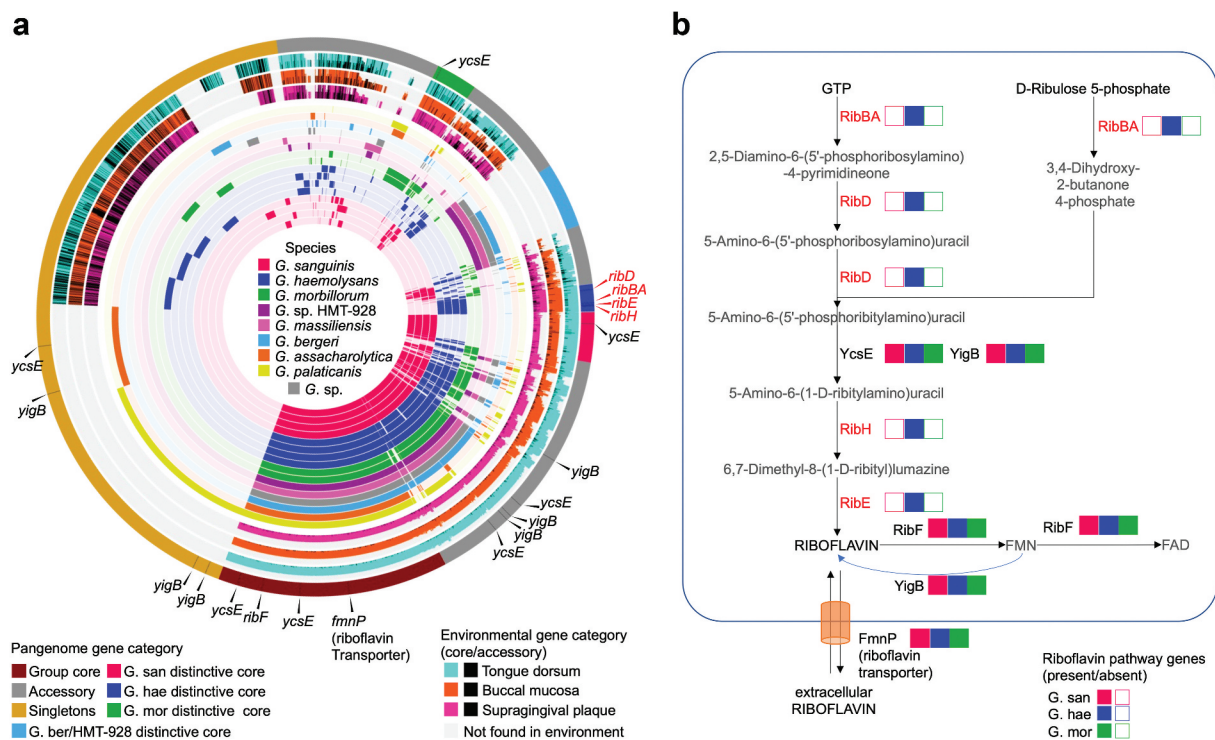 a
ycsE
ribD
ribBA
ribE
ribH
ycsE
yigB
ycsE
yigB
yigB
ycsE
fmnP
(riboflavin
Transporter)
ycsE
ribF
ycsE
yigB
yigB
yigB
ycsE
Species
G. sanguinis
G. haemolysans
G. morbillorum
G. sp. HMT-928
G. massiliensis
G. bergeri
G. assacharolytica
G. palaticanis
G. sp.
Pangenome gene category
Group core
Accessory
Singletons
G. ber/HMT-928 distinctive core
G. san distinctive core
G. hae distinctive core
G. mor distinctive core
Environmental gene category
(core/accessory)
Tongue dorsum
Buccal mucosa
Supragingival plaque
Not found in environment
b
GTP
D-Ribulose 5-phosphate
RibBA
RibBA
2,5-Diamino-6-(5'-phosphoribosylamino)
-4-pyrimidineone
3,4-Dihydroxy-
2-butanone
4-phosphate
RibD
5-Amino-6-(5'-phosphoribosylamino)uracil
RibD
5-Amino-6-(5'-phosphoribitylamino)uracil
YcsE
YigB
5-Amino-6-(1-D-ribitylamino)uracil
RibH
6,7-Dimethyl-8-(1-D-ribityl)lumazine
RibE
RibF
RibF
RIBOFLAVIN
FMN
FAD
YigB
FmnP
(riboflavin
transporter)
extracellular
RIBOFLAVIN
Riboflavin pathway genes
(present/absent)
G. san
G. hae
G. mor